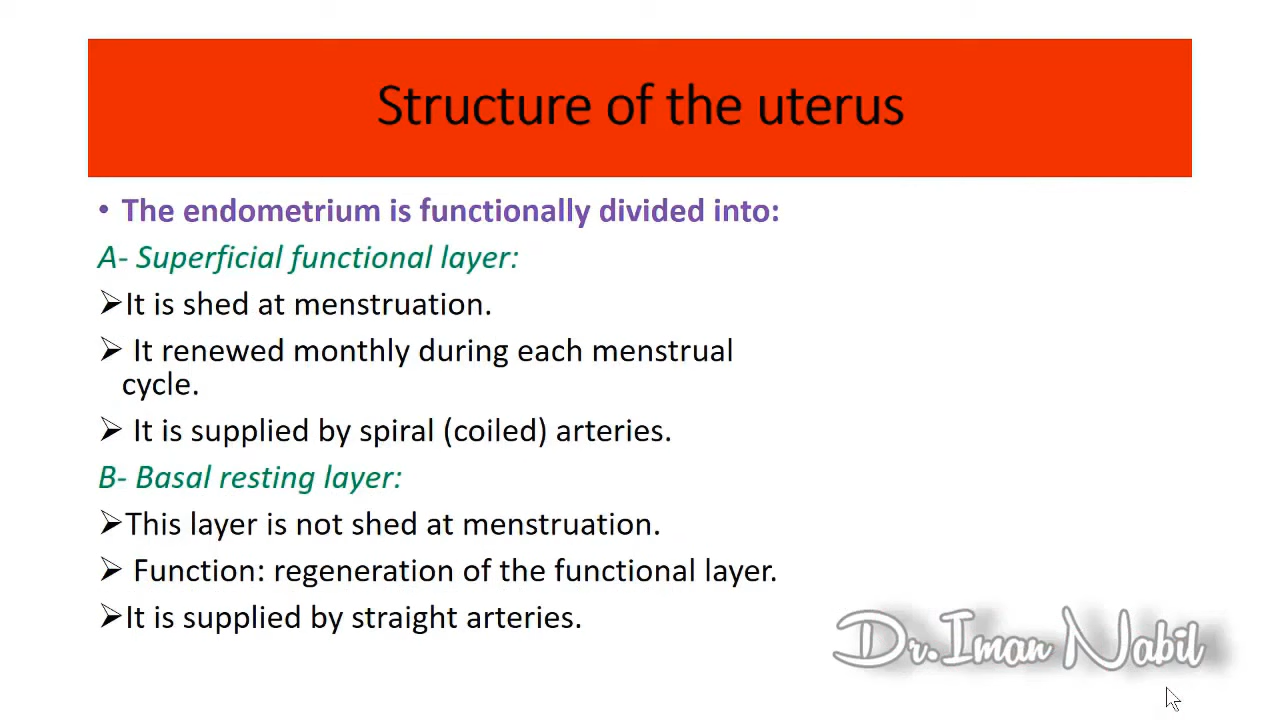 Structure of the uterus
• The endometrium is functionally divided into:
A- Superficial functional layer:
➢It is shed at menstruation.
➢ It renewed monthly during each menstrual
cycle.
➢ It is supplied by spiral (coiled) arteries.
B- Basal resting layer:
➢This layer is not shed at menstruation.
➢ Function: regeneration of the functional layer.
➢It is supplied by straight arteries.
Dr.Iman Nabil